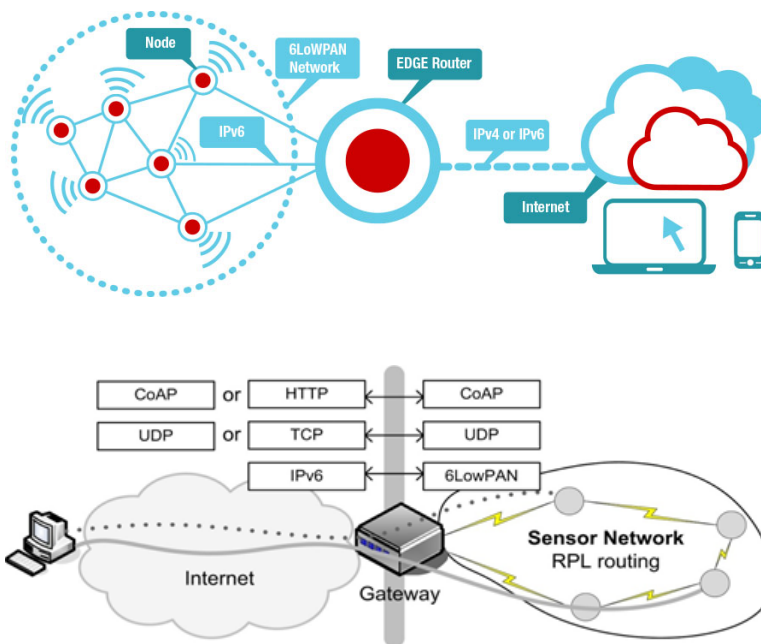 Node
6LoWPAN
Network
EDGE Router
IPv6
IPv4 or IPv6
Internet
CoAP or HTTP CoAP
UDP or TCP UDP
IPv6 6LowPAN
Sensor Network
RPL routing
Internet
Gateway